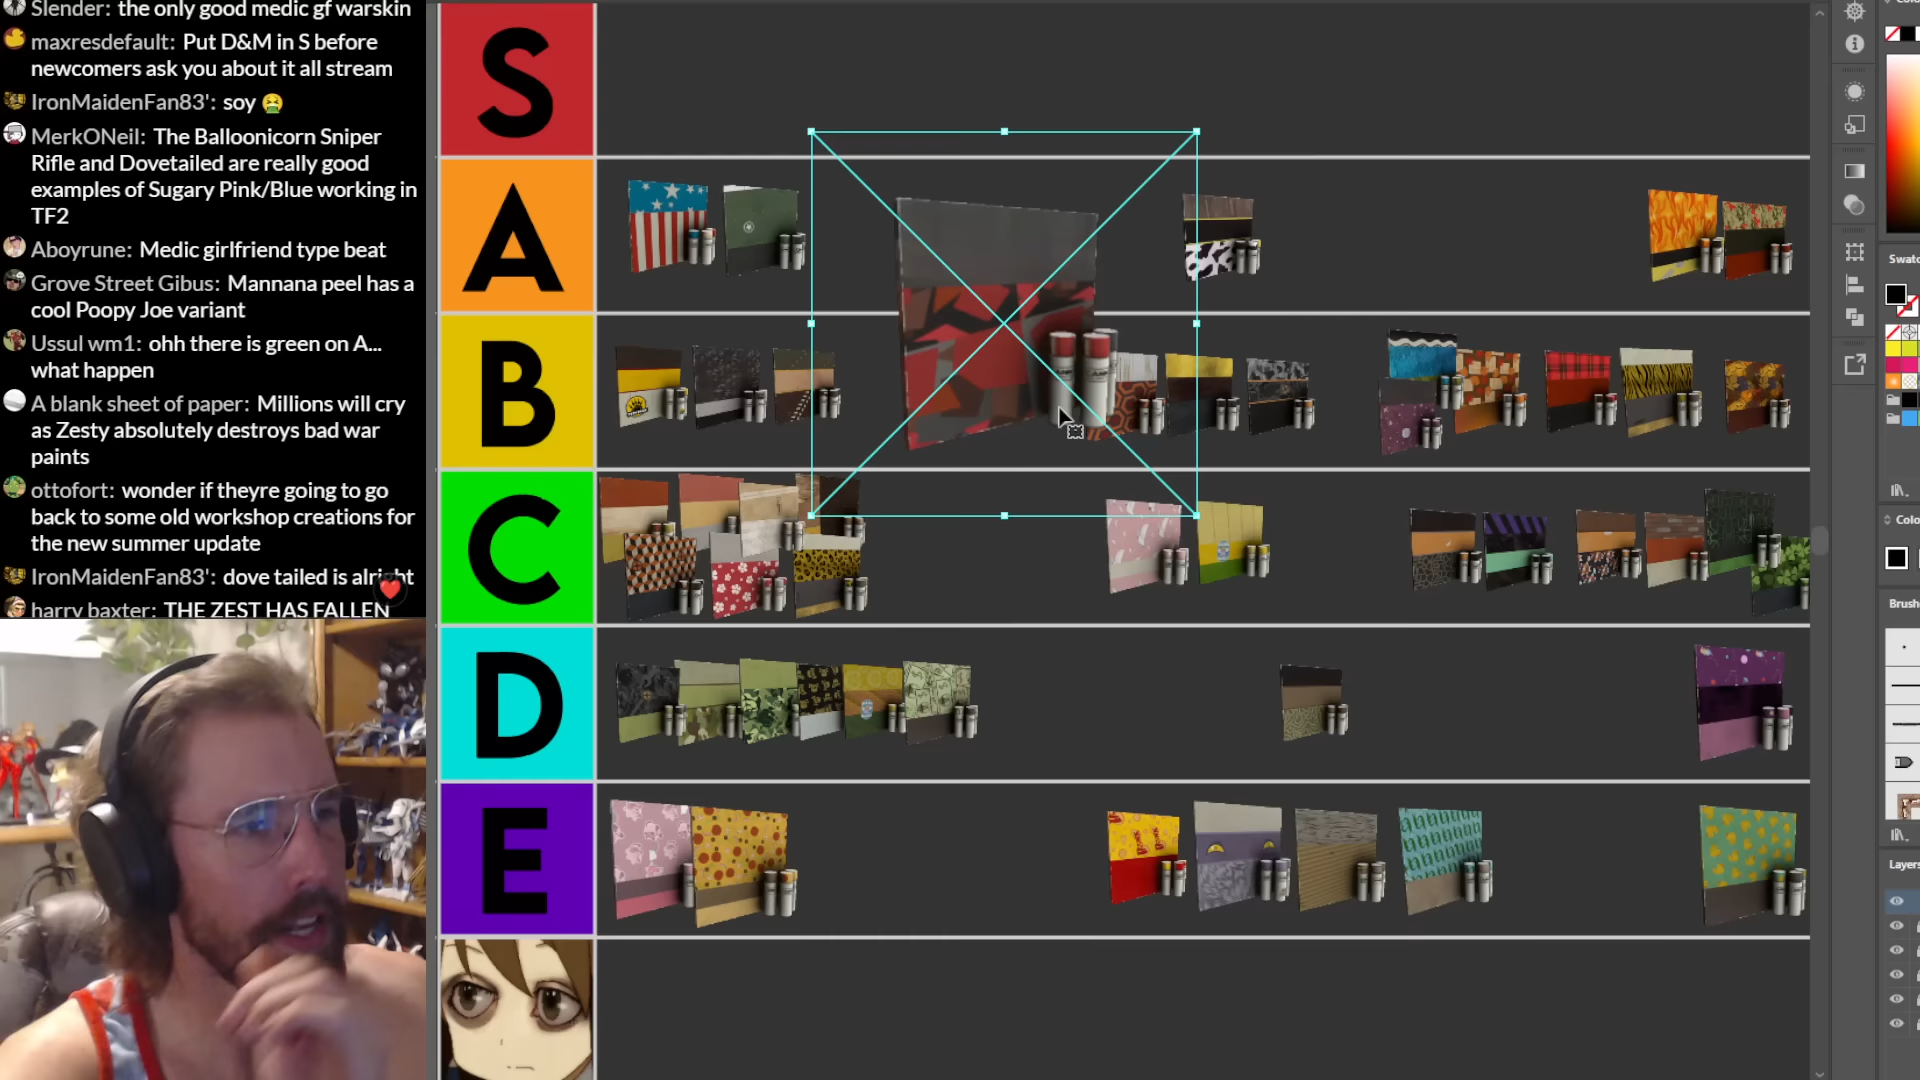 Slender: the only good medic gf warskin
maxresdefault: Put D&M in S before
newcomers ask you about it all stream
IronMaidenFan83': soy 🤮
MerkONeil: The Balloonicorn Sniper
Rifle and Dovetailed are really good
examples of Sugary Pink/Blue working in
TF2
Aboyrune: Medic girlfriend type beat
Grove Street Gibus: Mannana peel has a
cool Poopy Joe variant
Ussul wm1: ohh there is green on A...
what happen
A blank sheet of paper: Millions will cry
as Zesty absolutely destroys bad war
paints
ottofort: wonder if theyre going to go
back to some old workshop creations for
the new summer update
IronMaidenFan83': dove tailed is alright
harry baxter: THE ZEST HAS FALLEN
S
A
B
C
D
E
Colo
Swatc
Colo
Brushe
Layers